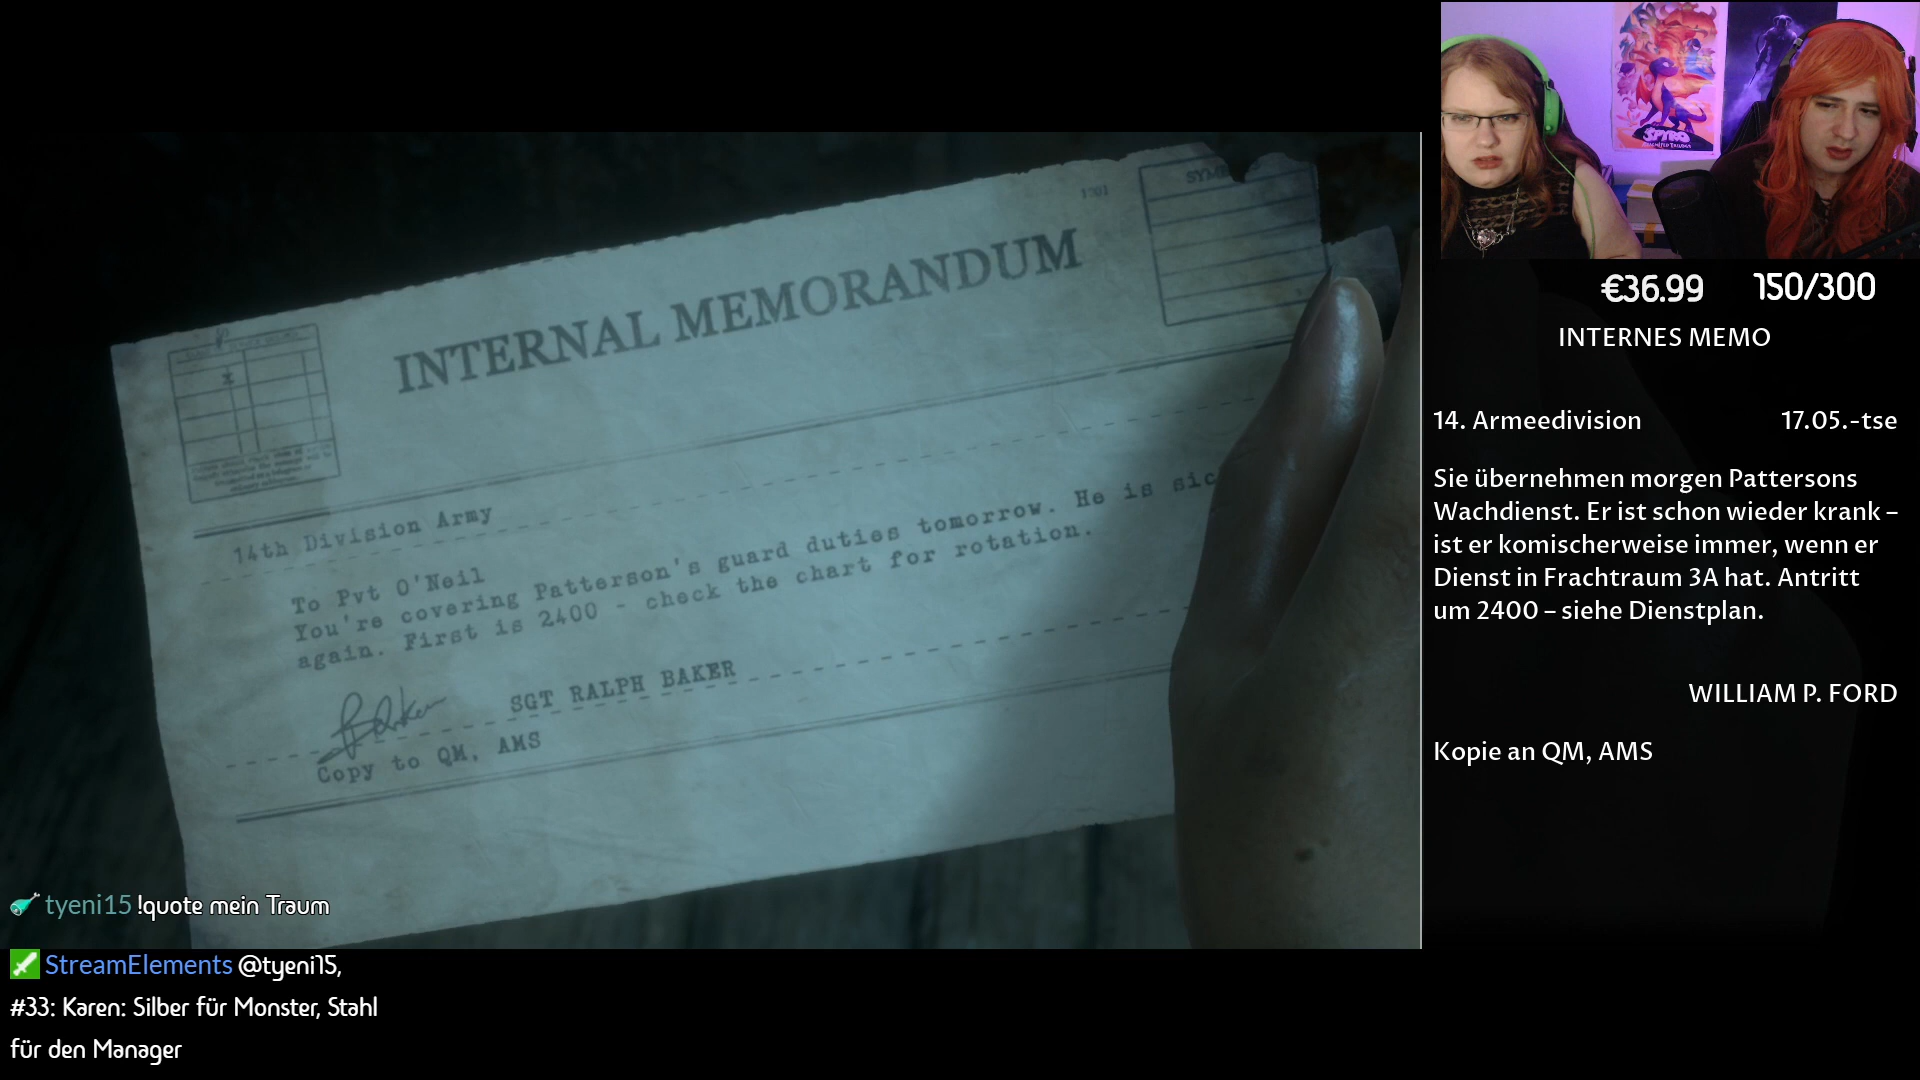 SPYRO
€36.99 150/300
1201
INTERNAL MEMORANDUM
14th Division Army
To Pvt O'Neil
You're covering Patterson's guard duties tomorrow. He is
again. First is 2400 - check the chart for rotation.
SGT RALPH BAKER
Copy to QM, AMS
INTERNES MEMO
14. Armeedivision 17.05.-tse
Sie übernehmen morgen Pattersons
Wachdienst. Er ist schon wieder krank –
ist er komischerweise immer, wenn er
Dienst in Frachtraum 3A hat. Antritt
um 2400 – siehe Dienstplan.
WILLIAM P. FORD
Kopie an QM, AMS
tyeni15 !quote mein Traum
StreamElements @tyeni15,
#33: Karen: Silber für Monster, Stahl
für den Manager